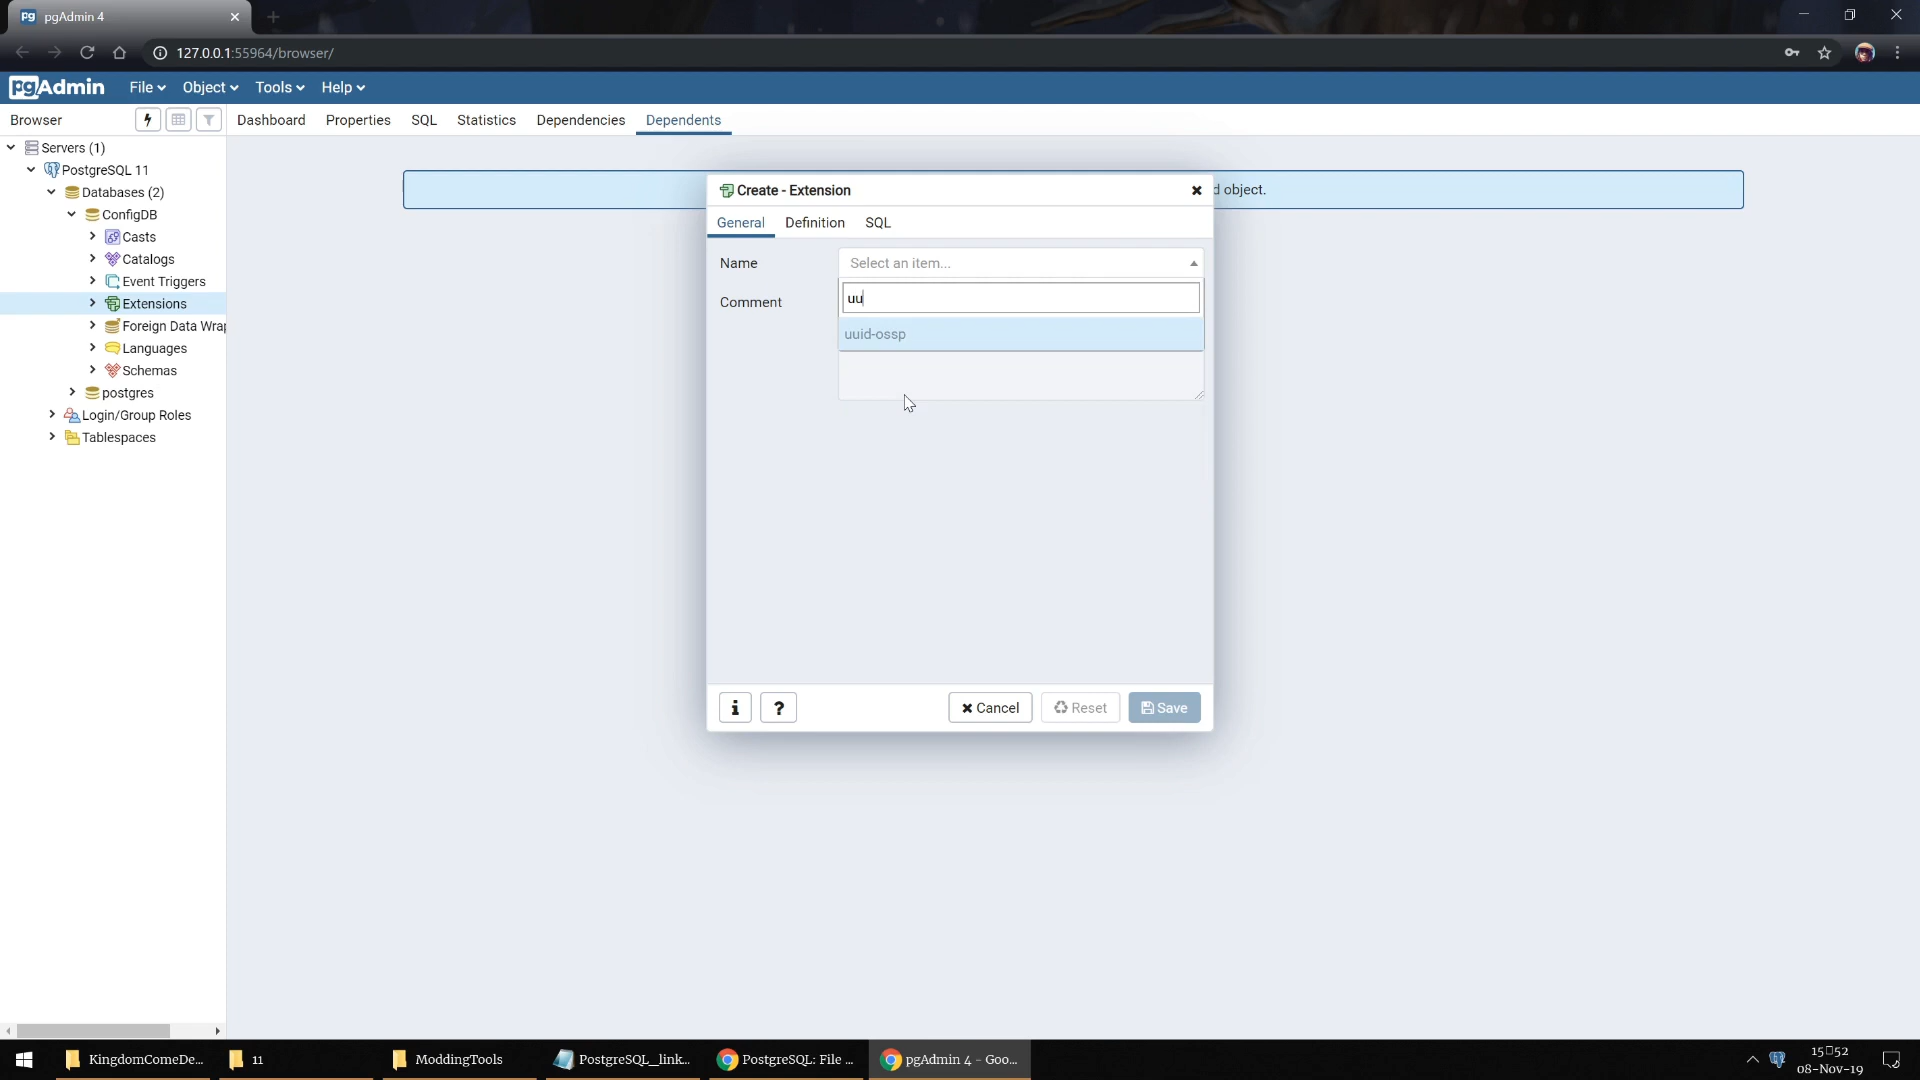 pgAdmin 4
127.0.0.1:55964/browser/
pgAdmin
File
Object
Tools
Help
Browser
Dashboard
Properties
SQL
Statistics
Dependencies
Dependents
Servers (1)
PostgreSQL 11
Databases (2)
ConfigDB
Casts
Catalogs
Event Triggers
Extensions
Foreign Data Wrap
Languages
Schemas
postgres
Login/Group Roles
Tablespaces
d object.
Create - Extension
General
Definition
SQL
Name
Select an item...
uu
uuid-ossp
Comment
i
?
Cancel
Reset
Save
KingdomComeDe...
11
ModdingTools
PostgreSQL_link...
PostgreSQL: File ...
pgAdmin 4 - Goo...
15▯52
08-Nov-19